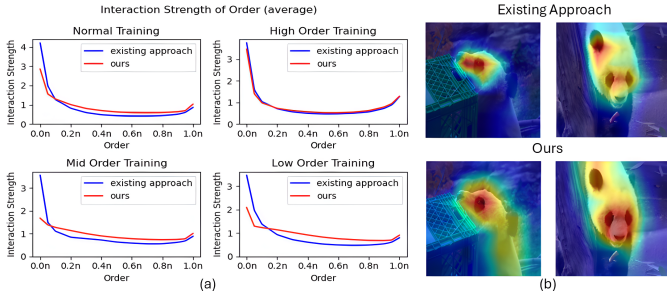 Interaction Strength of Order (average)
Normal Training
Interaction Strength
4
3
2
1
0
existing approach
ours
0.0n 0.2n 0.4n 0.6n 0.8n 1.0n
Order
High Order Training
Interaction Strength
3
2
1
0
existing approach
ours
0.0n 0.2n 0.4n 0.6n 0.8n 1.0n
Order
Mid Order Training
Interaction Strength
3
2
1
0
existing approach
ours
0.0n 0.2n 0.4n 0.6n 0.8n 1.0n
Order
Low Order Training
Interaction Strength
3
2
1
0
existing approach
ours
0.0n 0.2n 0.4n 0.6n 0.8n 1.0n
Order
(a)
Existing Approach
Ours
(b)